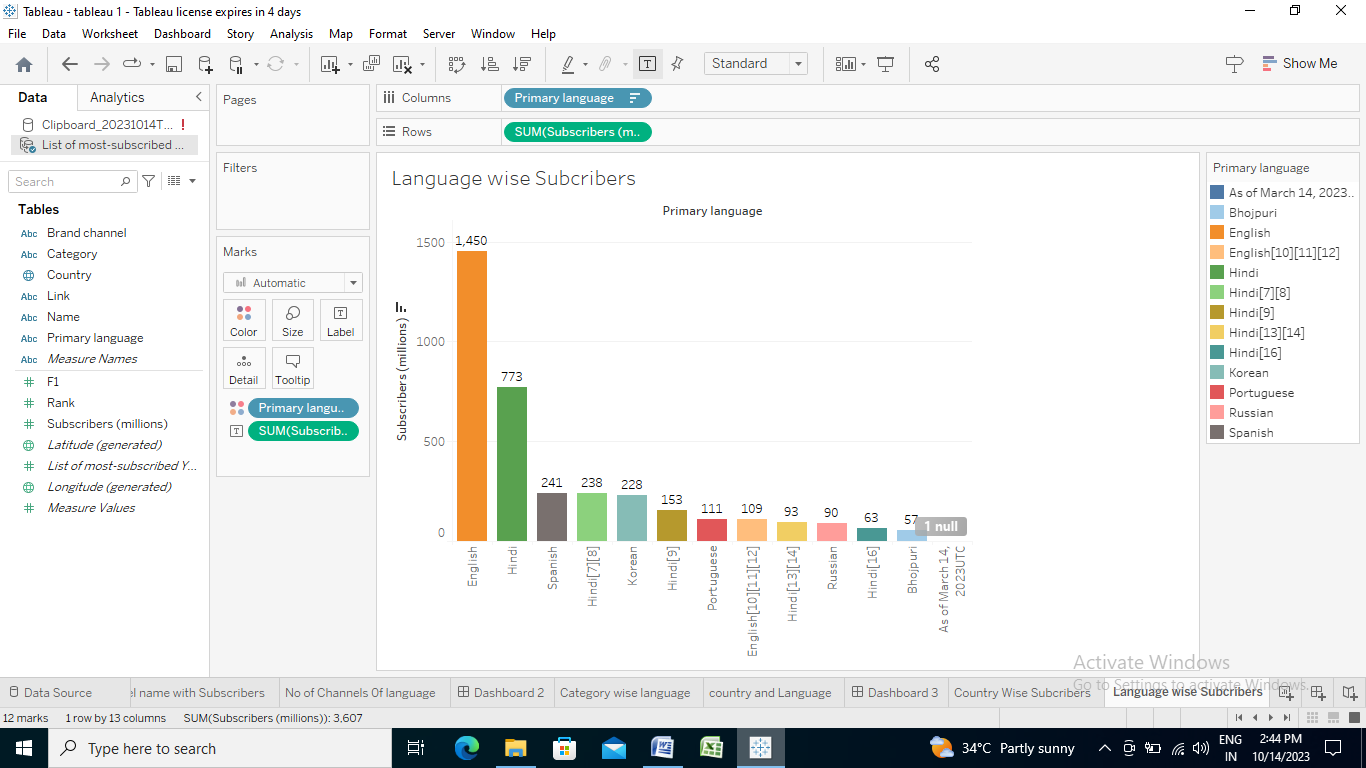 Tableau - tableau 1 - Tableau license expires in 4 days
File Data Worksheet Dashboard Story Analysis Map Format Server Window Help
Standard
Show Me
Data Analytics
Clipboard_20231014T... !
List of most-subscribed ...
Search
Tables
Abc Brand channel
Abc Category
Country
Abc Link
Abc Name
Abc Primary language
Abc Measure Names
# F1
# Rank
# Subscribers (millions)
Latitude (generated)
# List of most-subscribed Y...
Longitude (generated)
# Measure Values
Pages
Filters
Marks
Automatic
Color Size Label
Detail Tooltip
Primary langu..
SUM(Subscrib..
Columns Primary language
Rows SUM(Subscribers (m..
Language wise Subcribers
Primary language
Subscribers (millions)
1500
1000
500
0
1,450
773
241
238
228
153
111
109
93
90
63
57
1 null
English
Hindi
Spanish
Hindi[7][8]
Korean
Hindi[9]
Portuguese
English[10][11][12]
Hindi[13][14]
Russian
Hindi[16]
Bhojpuri
As of March 14,
2023UTC
Primary language
As of March 14, 2023..
Bhojpuri
English
English[10][11][12]
Hindi
Hindi[7][8]
Hindi[9]
Hindi[13][14]
Hindi[16]
Korean
Portuguese
Russian
Spanish
Activate Windows
Go to Settings to activate Windows.
Data Source el name with Subscribers No of Channels Of language Dashboard 2 Category wise language country and Language Dashboard 3 Country Wise Subcribers Language wise Subcribers
12 marks 1 row by 13 columns SUM(Subscribers (millions)): 3,607
Type here to search
34°C Partly sunny
ENG
IN
2:44 PM
10/14/2023